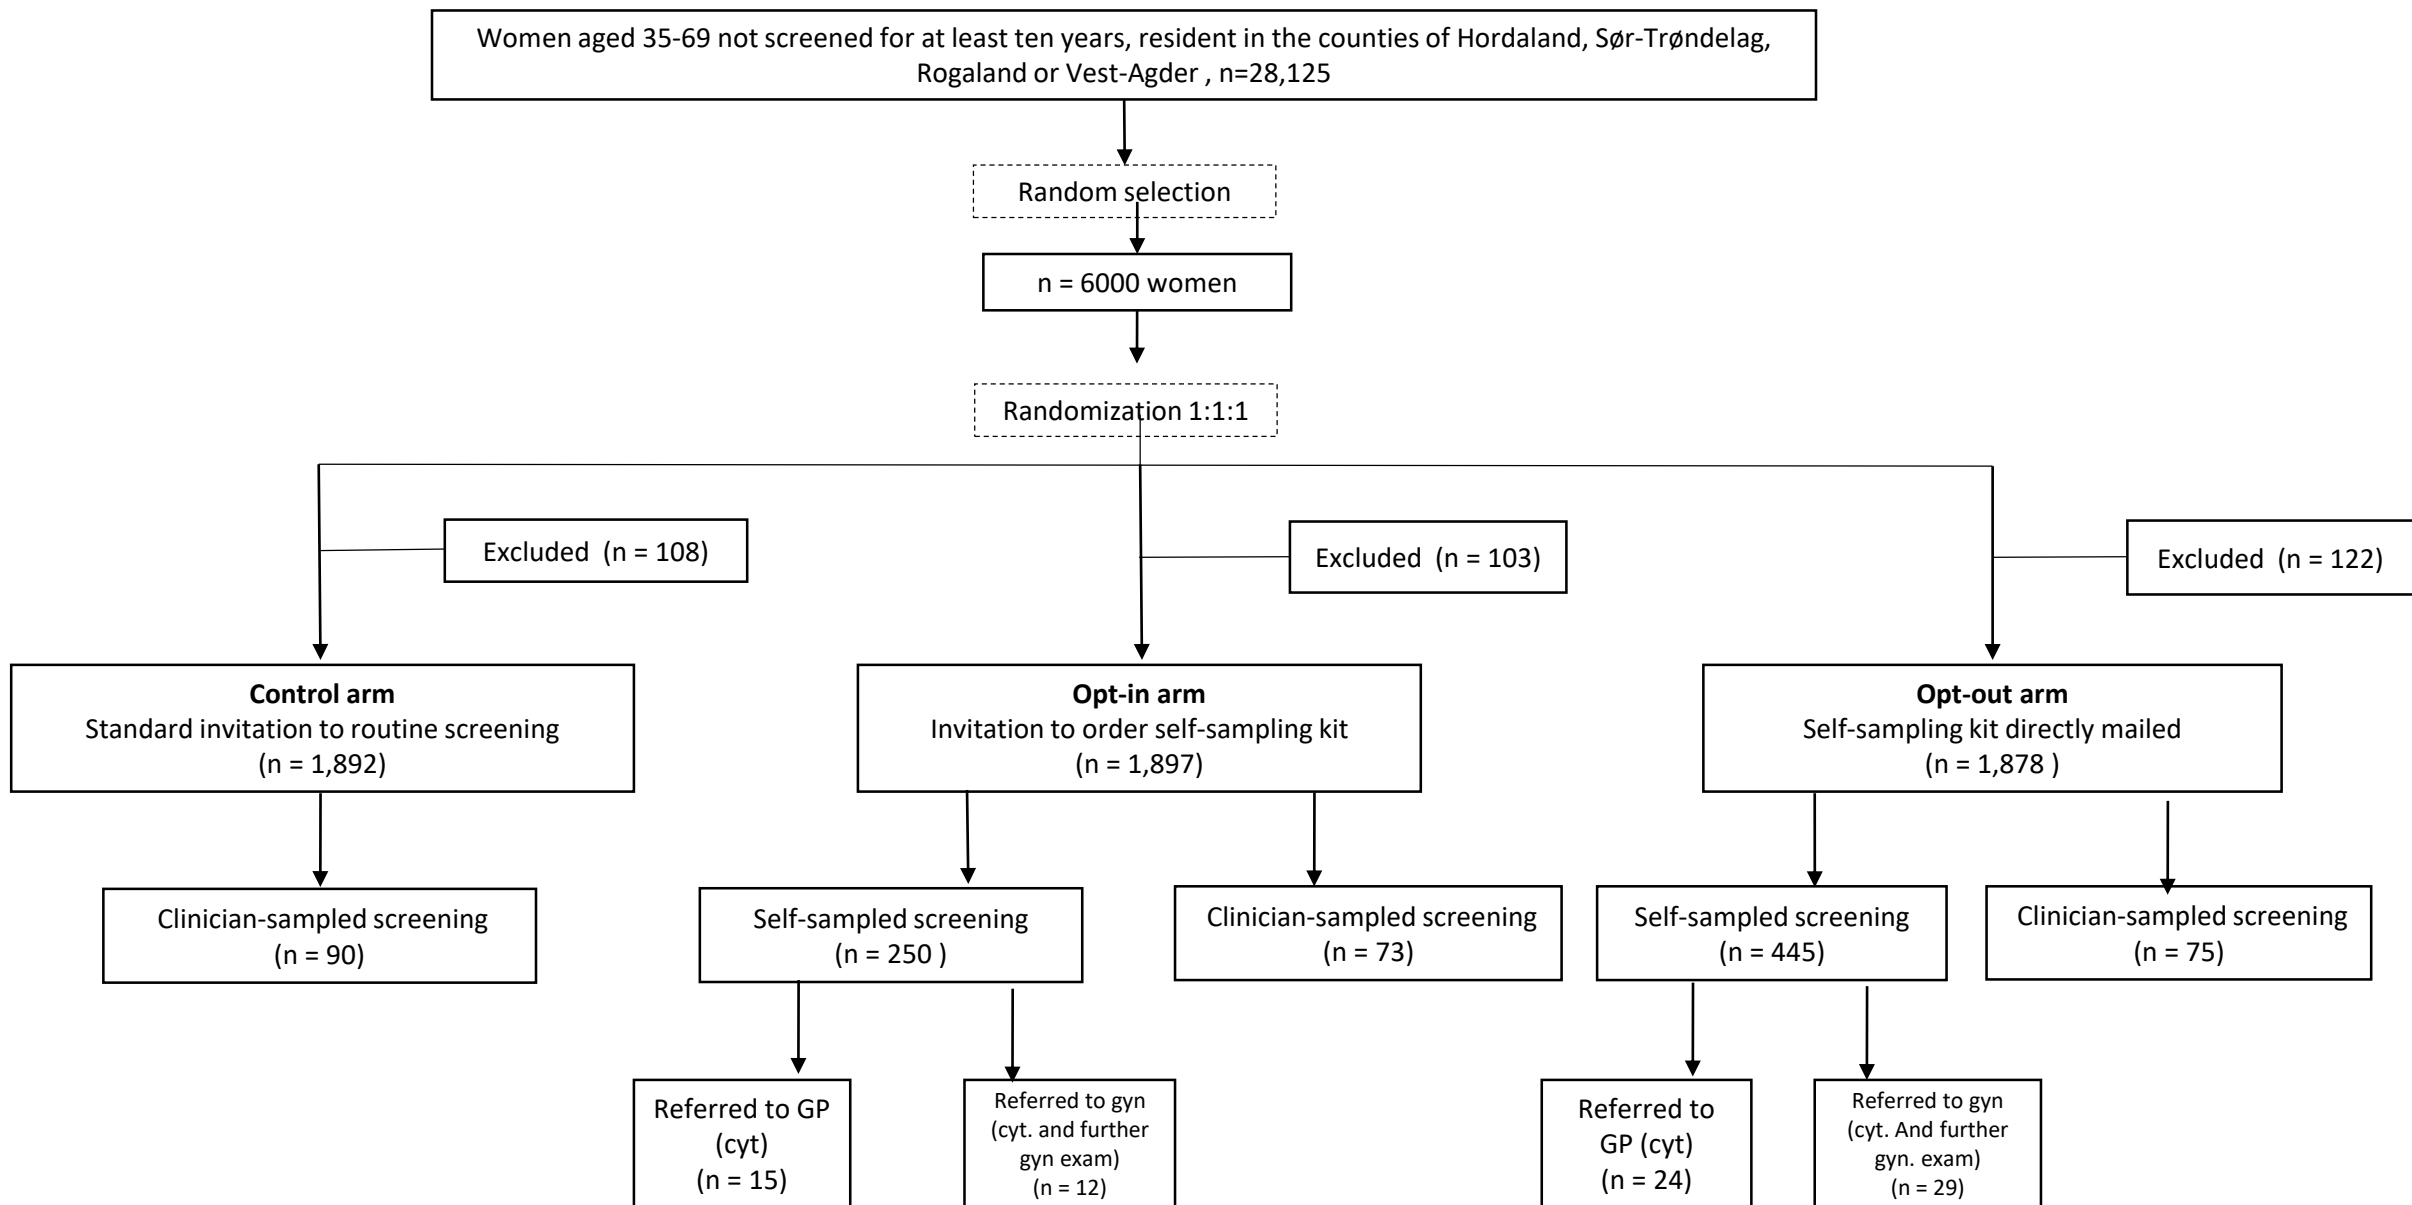 Women aged 35-69 not screened for at least ten years, resident in the counties of Hordaland, Sør-Trøndelag,
Rogaland or Vest-Agder , n=28,125
Random selection
n = 6000 women
Randomization 1:1:1
Excluded (n = 108)
Excluded (n = 103)
Excluded (n = 122)
Control arm
Standard invitation to routine screening
(n = 1,892)
Opt-in arm
Invitation to order self-sampling kit
(n = 1,897)
Opt-out arm
Self-sampling kit directly mailed
(n = 1,878 )
Clinician-sampled screening
(n = 90)
Self-sampled screening
(n = 250 )
Clinician-sampled screening
(n = 73)
Self-sampled screening
(n = 445)
Clinician-sampled screening
(n = 75)
Referred to GP
(cyt)
(n = 15)
Referred to gyn
(cyt. and further
gyn exam)
(n = 12)
Referred to
GP (cyt)
(n = 24)
Referred to gyn
(cyt. And further
gyn. exam)
(n = 29)